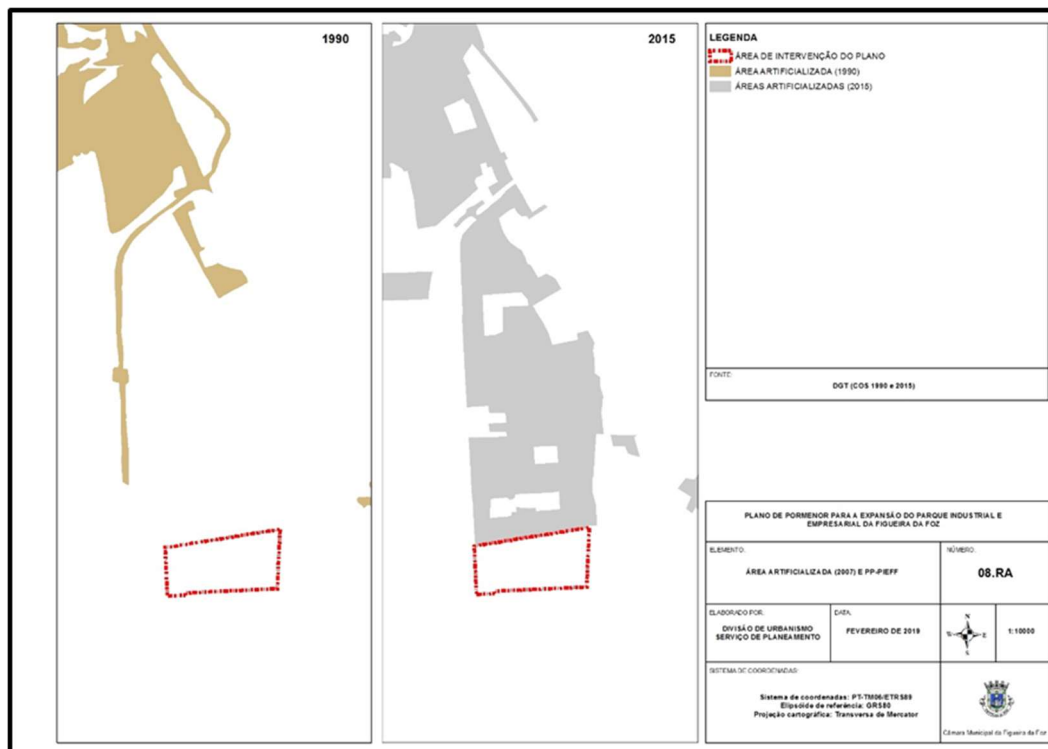 1990
2015
LEGENDA
ÁREA DE INTERVENÇÃO DO PLANO
ÁREA ARTIFICIALIZADA (1990)
ÁREAS ARTIFICIALIZADAS (2015)
FONTE:
DGT (COS 1990 e 2015)
PLANO DE PORMENOR PARA A EXPANSÃO DO PARQUE INDUSTRIAL E
EMPRESARIAL DA FIGUEIRA DA FOZ
ELEMENTO:
ÁREA ARTIFICIALIZADA (2007) E PP-PIEFF
NÚMERO:
08.RA
ELABORADO POR:
DIVISÃO DE URBANISMO
SERVIÇO DE PLANEAMENTO
DATA:
FEVEREIRO DE 2019
N
W E
S
1:10000
SISTEMA DE COORDENADAS:
Sistema de coordenadas: PT-TM06/ETRS89
Elipsóide de referência: GRS80
Projeção cartográfica: Transversa de Mercator
Câmara Municipal da Figueira da Foz